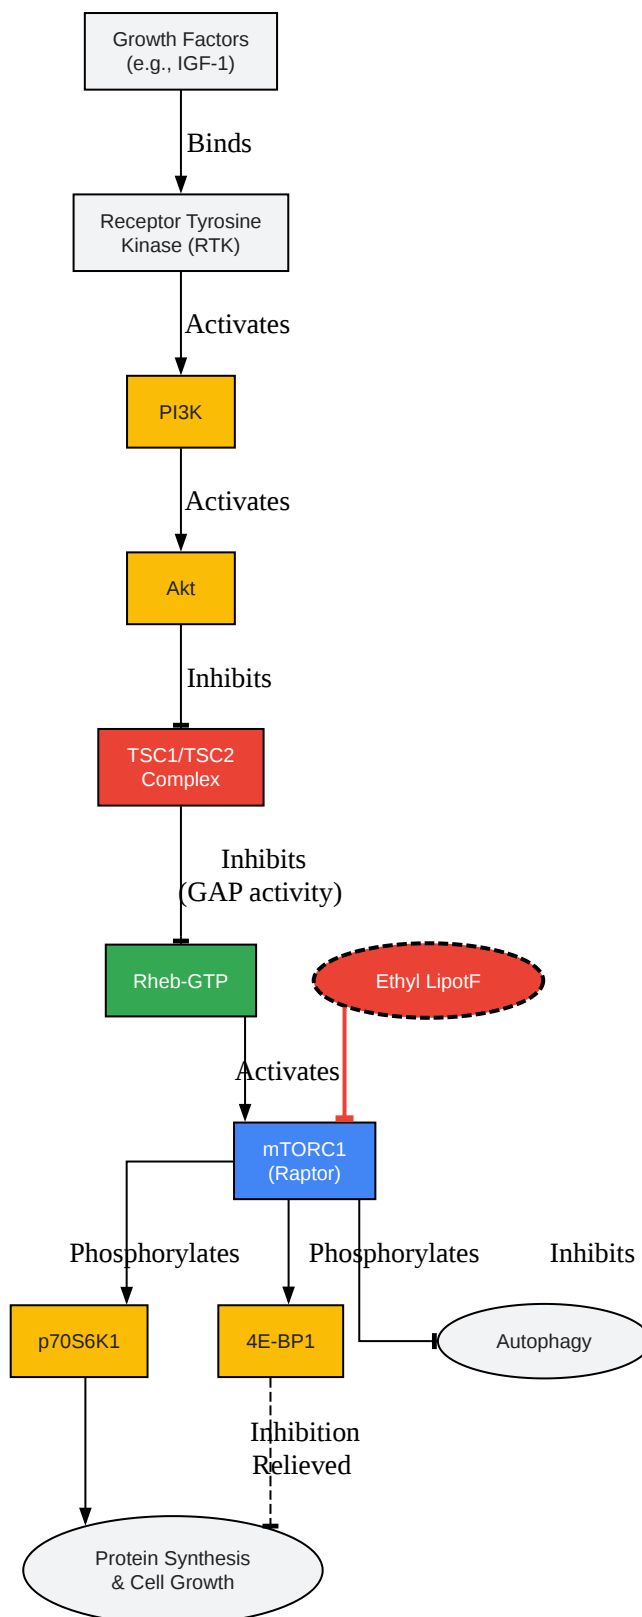 Growth Factors
(e.g., IGF-1)
Binds
Receptor Tyrosine
Kinase (RTK)
Activates
PI3K
Activates
Akt
Inhibits
TSC1/TSC2
Complex
Inhibits
(GAP activity)
Rheb-GTP
Ethyl LipotF
Activates
mTORC1
(Raptor)
Phosphorylates
Phosphorylates
Inhibits
p70S6K1
4E-BP1
Autophagy
Inhibition
Relieved
Protein Synthesis
& Cell Growth